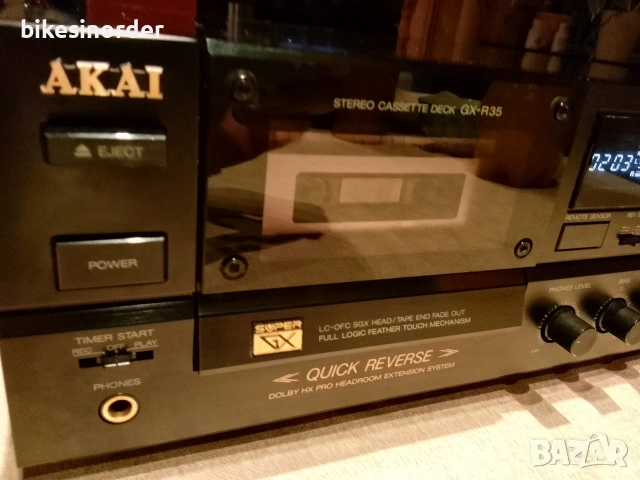 bikesinorder
AKAI
STEREO CASSETTE DECK GX-R35
EJECT
0203
REMOTE SENSOR
POWER
PHONES LEVEL
SUPER GX
LC-OFC SGX HEAD/TAPE END FADE OUT
FULL LOGIC FEATHER TOUCH MECHANISM
TIMER START
REC OFF PLAY
QUICK REVERSE
DOLBY HX PRO HEADROOM EXTENSION SYSTEM
PHONES
BAZAR